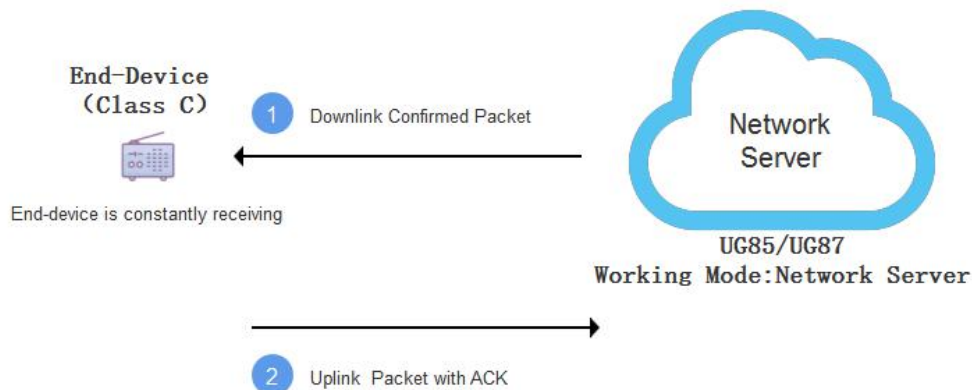 End-Device
(Class C)
1
Downlink Confirmed Packet
Network
Server
End-device is constantly receiving
UG85/UG87
Working Mode:Network Server
2
Uplink Packet with ACK